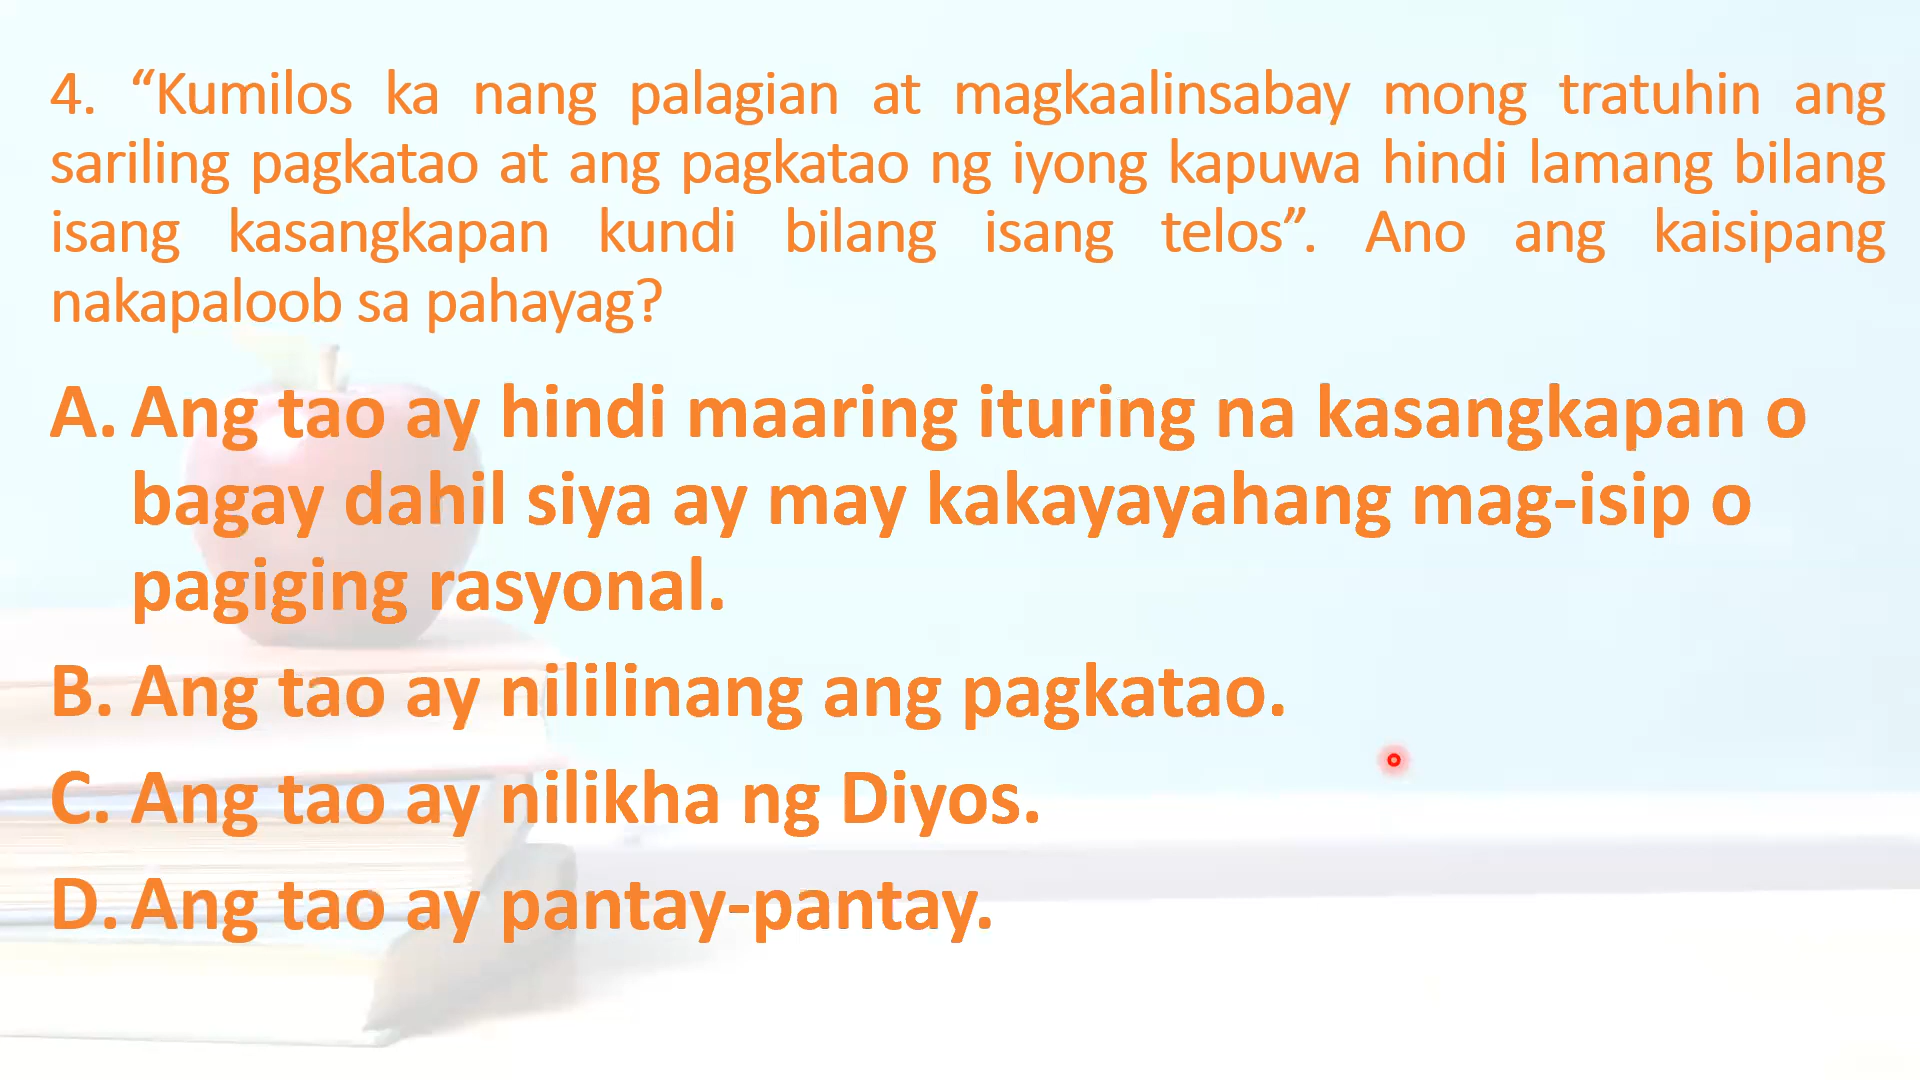 4. “Kumilos ka nang palagian at magkaalinsabay mong tratuhin ang
sariling pagkatao at ang pagkatao ng iyong kapuwa hindi lamang bilang
isang kasangkapan kundi bilang isang telos”. Ano ang kaisipang
nakapaloob sa pahayag?
A. Ang tao ay hindi maaring ituring na kasangkapan o
bagay dahil siya ay may kakayayahang mag-isip o
pagiging rasyonal.
B. Ang tao ay nililinang ang pagkatao.
C. Ang tao ay nilikha ng Diyos.
D. Ang tao ay pantay-pantay.